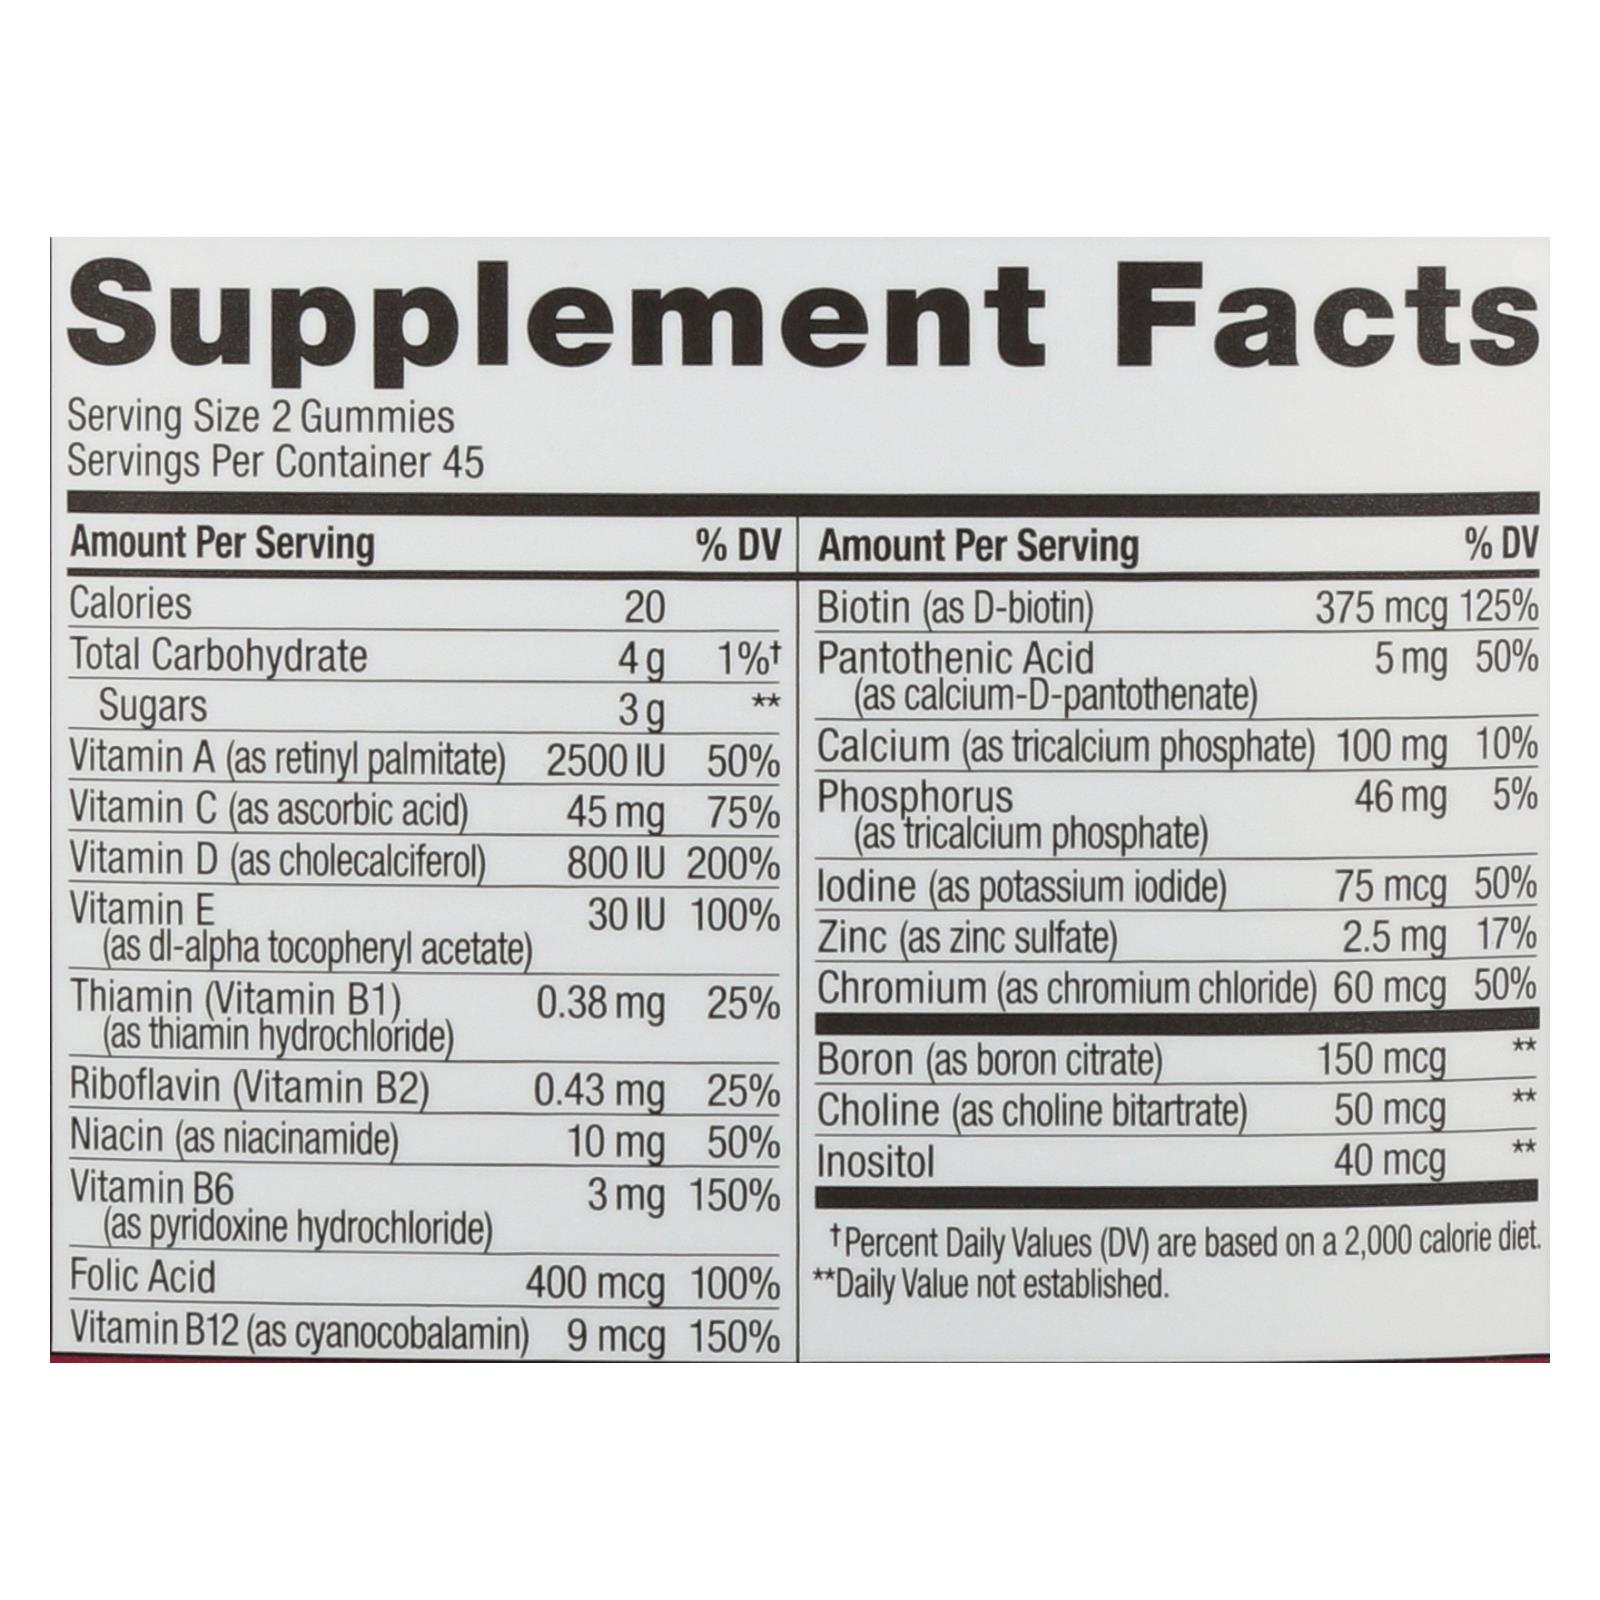 Supplement Facts
Serving Size 2 Gummies
Servings Per Container 45
Amount Per Serving % DV
Calories 20
Total Carbohydrate 4 g 1%†
Sugars 3 g **
Vitamin A (as retinyl palmitate) 2500 IU 50%
Vitamin C (as ascorbic acid) 45 mg 75%
Vitamin D (as cholecalciferol) 800 IU 200%
Vitamin E 30 IU 100%
(as dl-alpha tocopheryl acetate)
Thiamin (Vitamin B1) 0.38 mg 25%
(as thiamin hydrochloride)
Riboflavin (Vitamin B2) 0.43 mg 25%
Niacin (as niacinamide) 10 mg 50%
Vitamin B6 3 mg 150%
(as pyridoxine hydrochloride)
Folic Acid 400 mcg 100%
Vitamin B12 (as cyanocobalamin) 9 mcg 150%
Amount Per Serving % DV
Biotin (as D-biotin) 375 mcg 125%
Pantothenic Acid 5 mg 50%
(as calcium-D-pantothenate)
Calcium (as tricalcium phosphate) 100 mg 10%
Phosphorus 46 mg 5%
(as tricalcium phosphate)
Iodine (as potassium iodide) 75 mcg 50%
Zinc (as zinc sulfate) 2.5 mg 17%
Chromium (as chromium chloride) 60 mcg 50%
Boron (as boron citrate) 150 mcg **
Choline (as choline bitartrate) 50 mcg **
Inositol 40 mcg **
†Percent Daily Values (DV) are based on a 2,000 calorie diet.
**Daily Value not established.